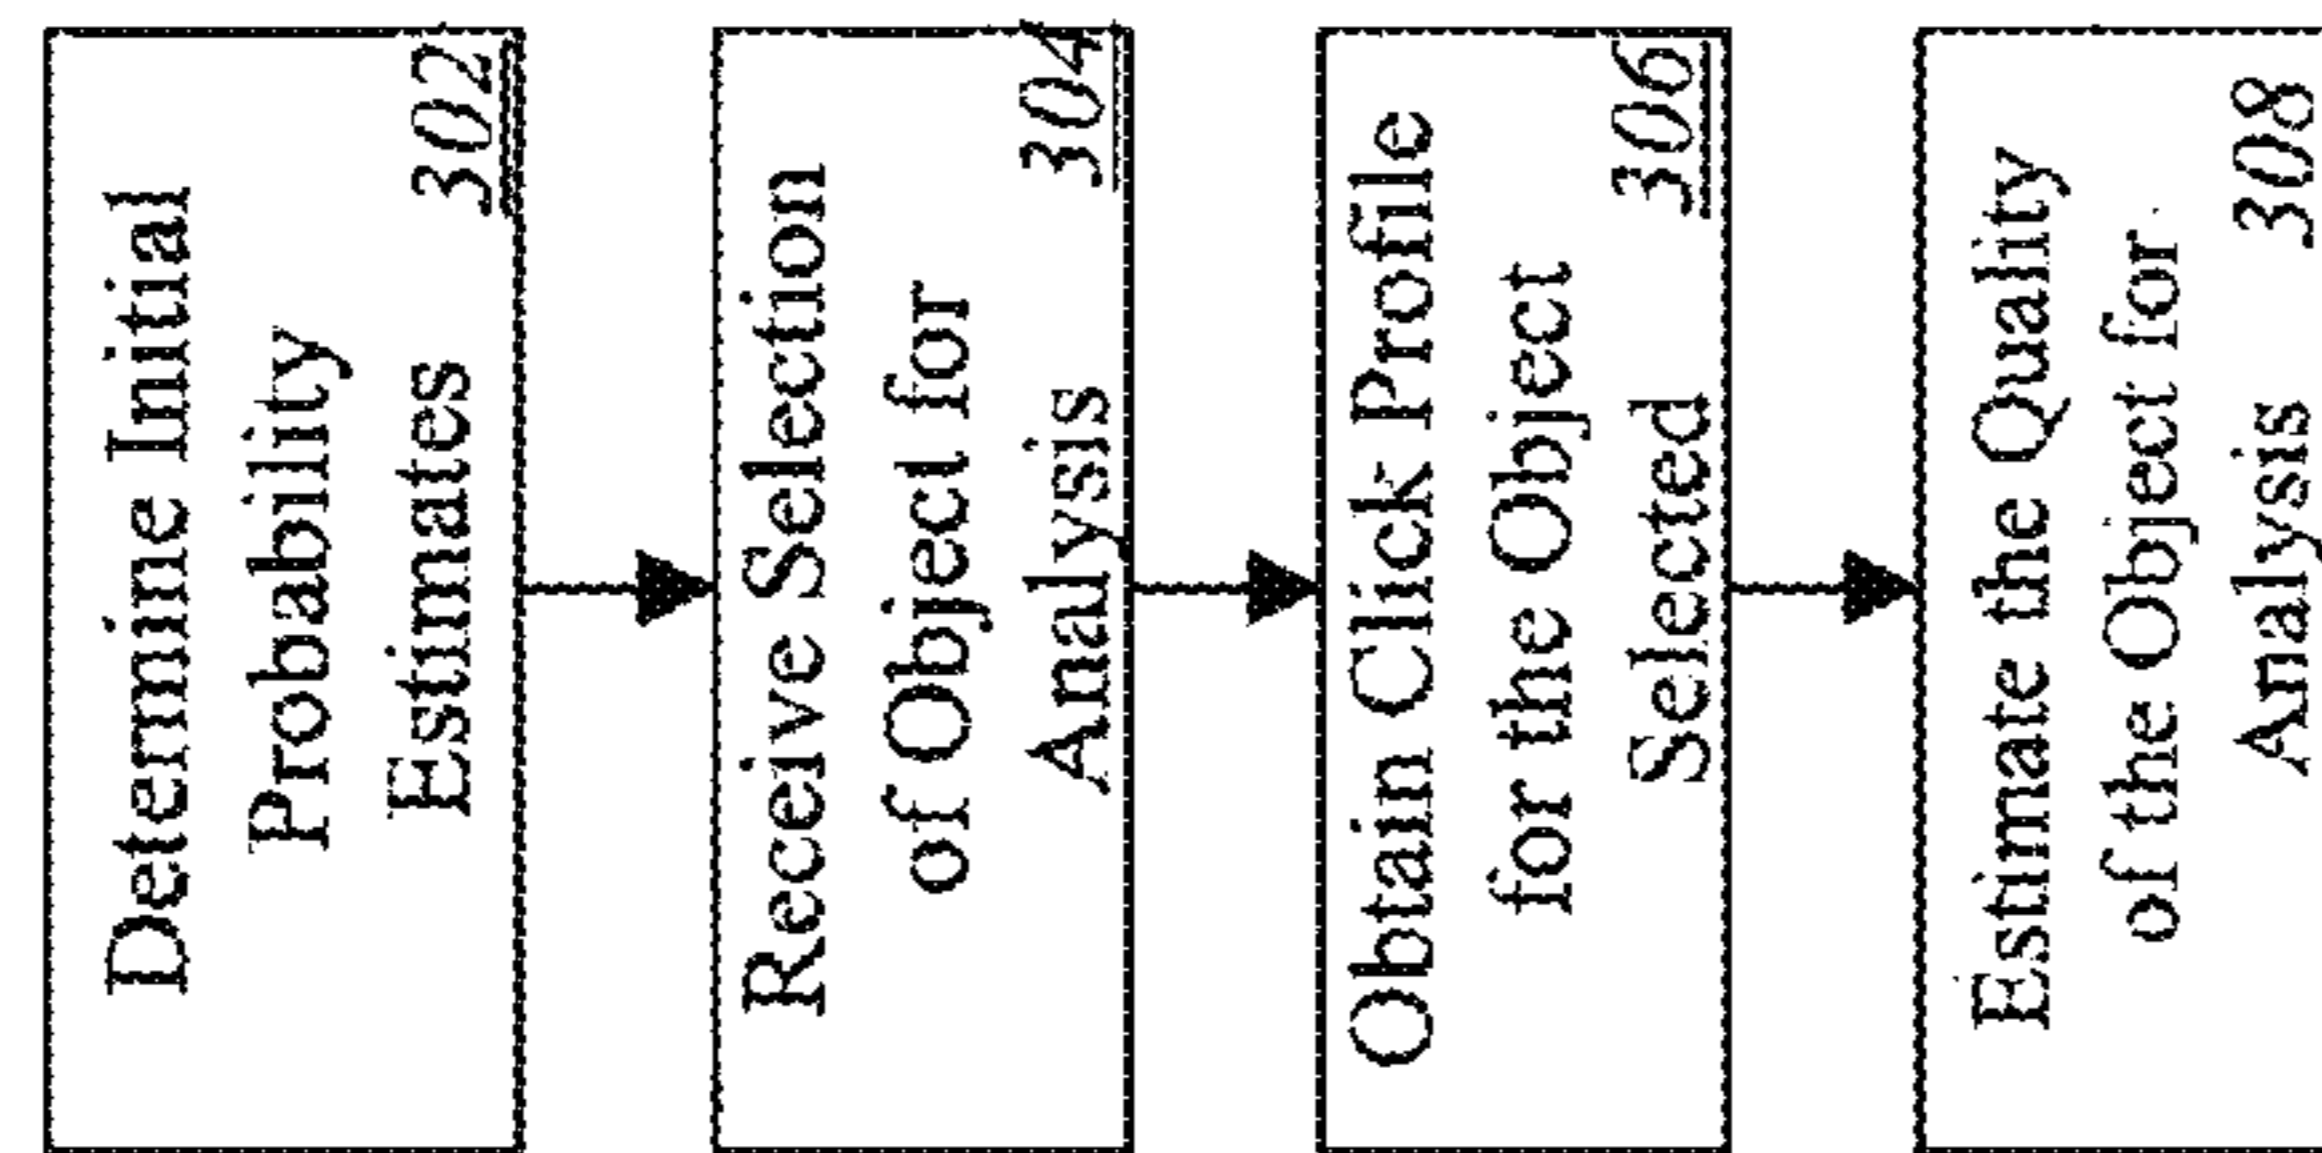 Determine Initial
Probability
Estimates 302
Receive Selection
of Object for
Analysis 304
Obtain Click Profile
for the Object
Selected 306
Estimate the Quality
of the Object for
Analysis 308